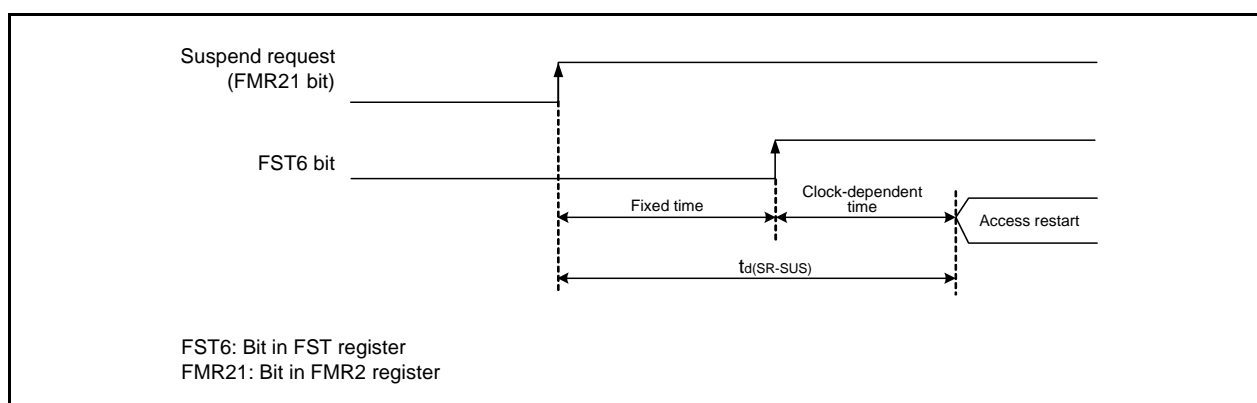 Suspend request
(FMR21 bit)
FST6 bit
Fixed time
Clock-dependent
time
Access restart
td(SR-SUS)
FST6: Bit in FST register
FMR21: Bit in FMR2 register